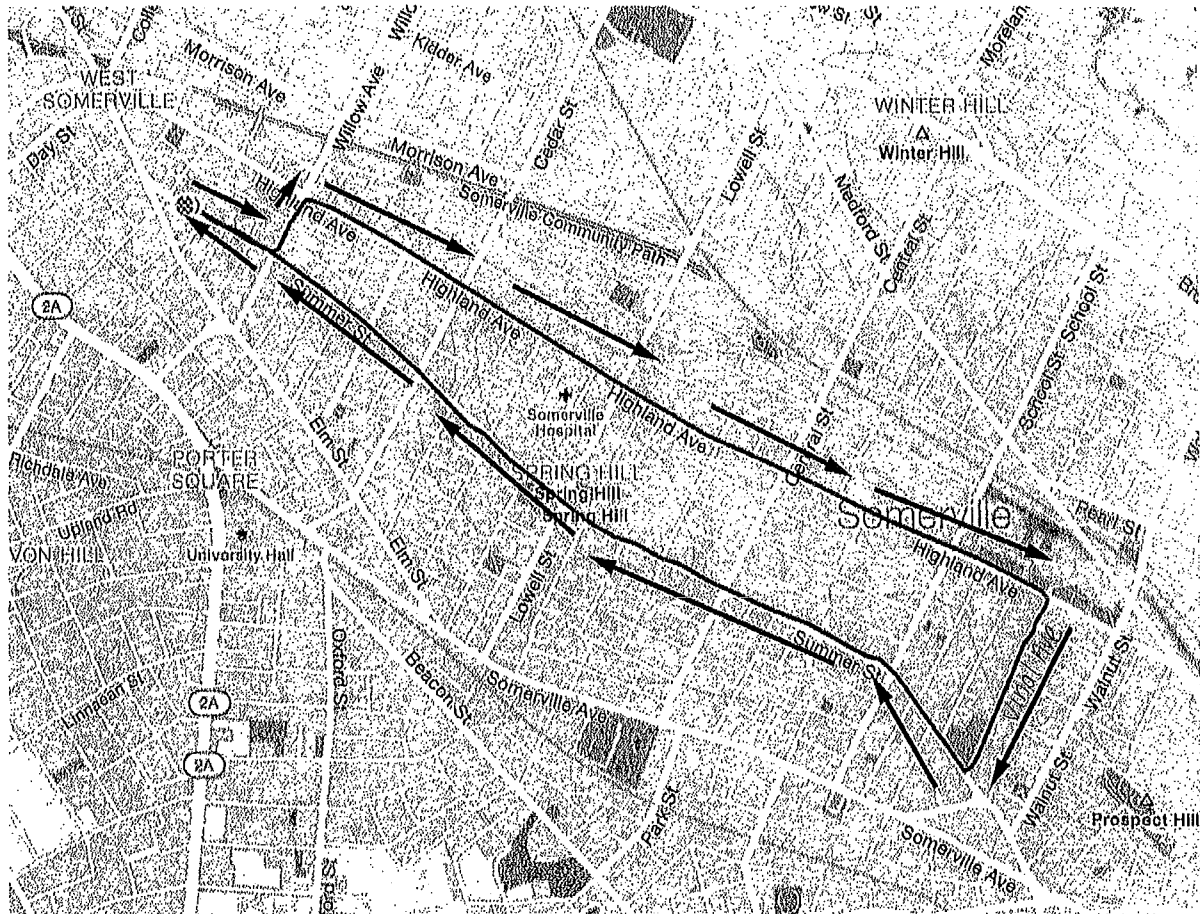 Morrison Ave
Kidder Ave
Willow Ave
WEST
SOMERVILLE
Day St
Morrison Ave
Cedar St
Somerville Community Path
Lowell St
WINTER HILL
Winter Hill
Medford St
Central St
School St
School St
Highland Ave
Highland Ave
Summer St
2A
Elm St
Somerville
Hospital
Highland Ave
Central St
PORTER
SQUARE
SPRING HILL
Spring Hill
Spring Hill
Somerville
Pearl St
Richdale Ave
Upland Rd
University Hall
Elm St
Lowell St
Highland Ave
Oxford St
Beacon St
Summer St
Vinal Ave
Walnut St
Linnaean St
2A
Somerville Ave
2A
Park St
Walnut St
Prospect Hill
Somerville Ave